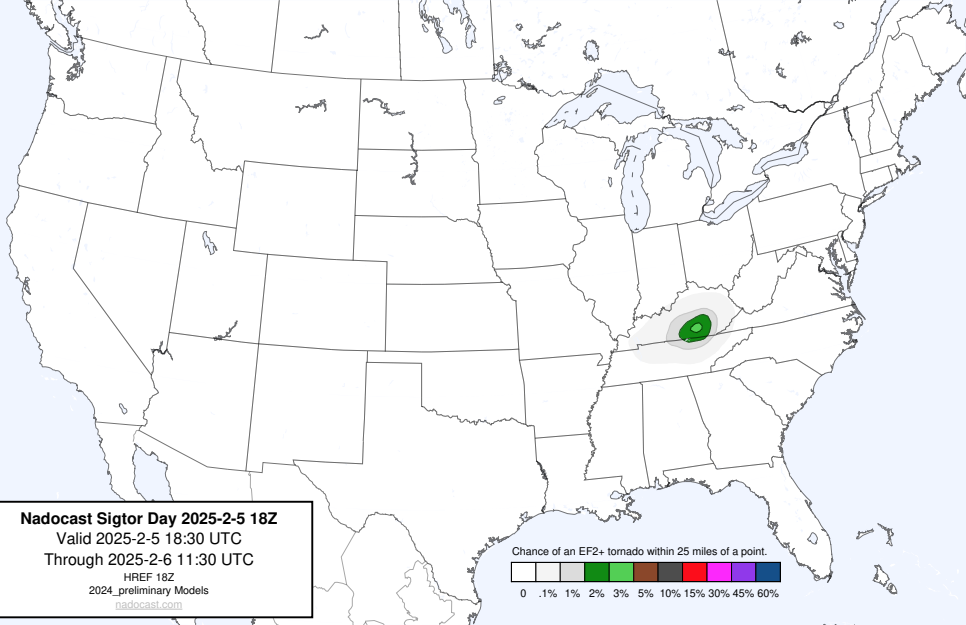 Nadocast Sigtor Day 2025-2-5 18Z
Valid 2025-2-5 18:30 UTC
Through 2025-2-6 11:30 UTC
HREF 18Z
2024_preliminary Models
nadocast.com
Chance of an EF2+ tornado within 25 miles of a point.
0 .1% 1% 2% 3% 5% 10% 15% 30% 45% 60%